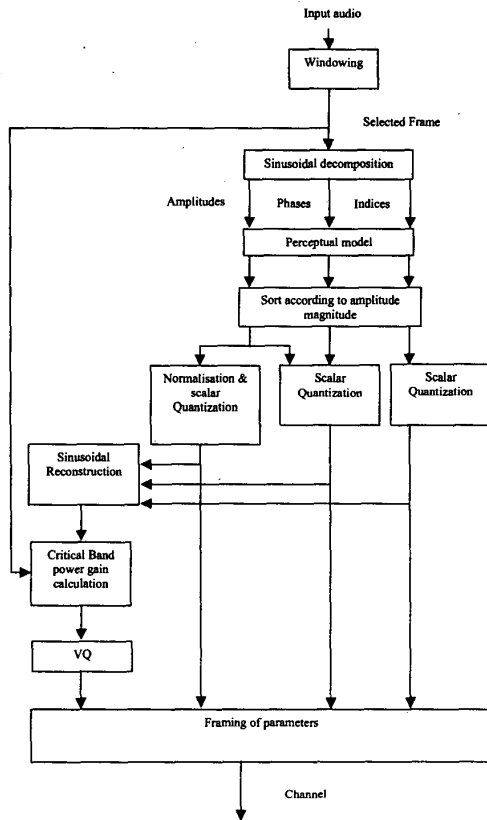 Input audio
Windowing
Selected Frame
Sinusoidal decomposition
Amplitudes Phases Indices
Perceptual model
Sort according to amplitude
magnitude
Normalisation &
scalar
Quantization
Scalar
Quantization
Scalar
Quantization
Sinusoidal
Reconstruction
Critical Band
power gain
calculation
VQ
Framing of parameters
Channel